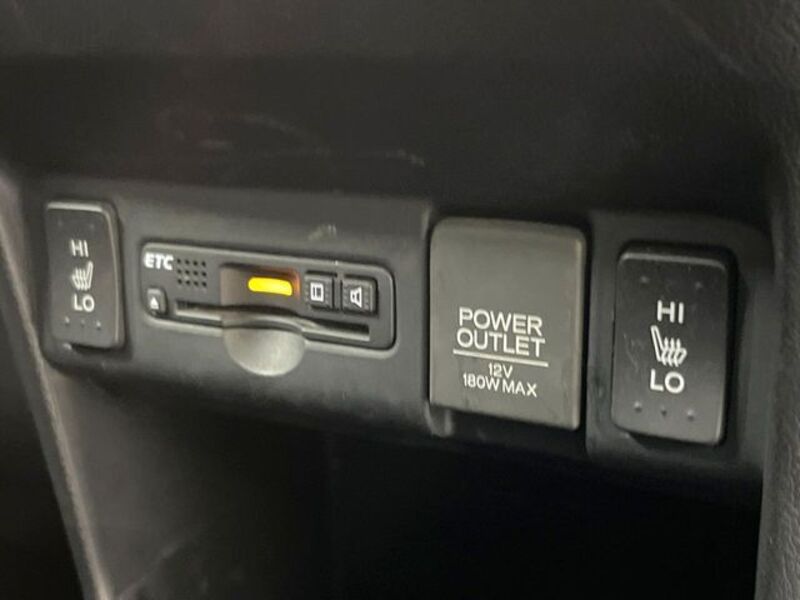 HI
LO
ETC
POWER
OUTLET
12V
180W MAX
HI
LO